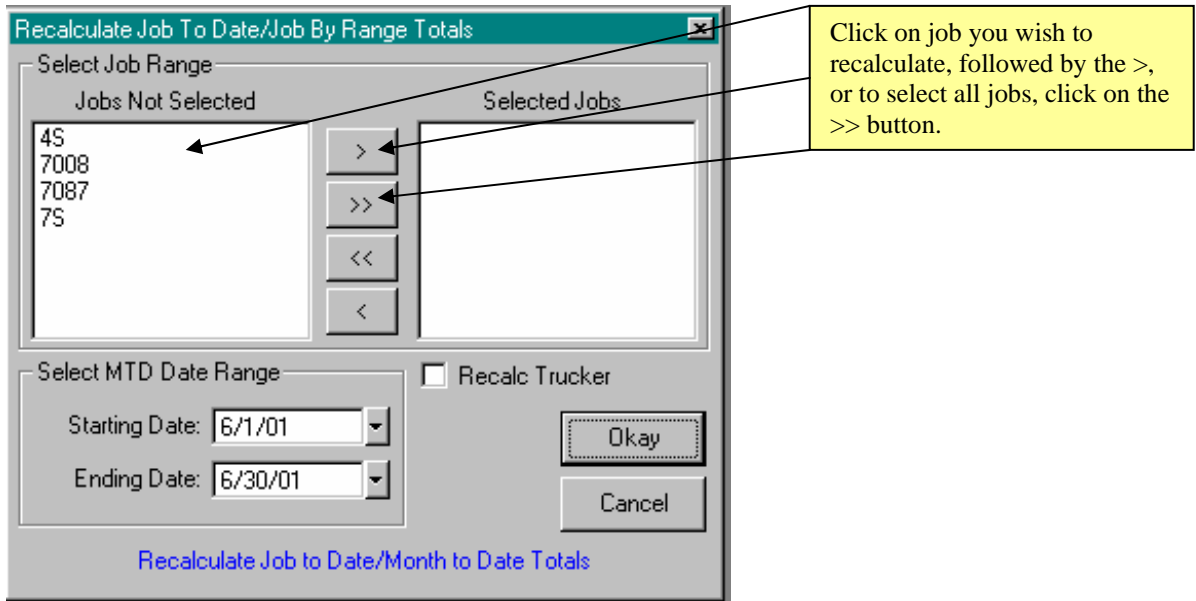 Recalculate Job To Date/Job By Range Totals
Select Job Range
Jobs Not Selected
Selected Jobs
4S
7008
7087
7S
>
>>
<<
<
Select MTD Date Range
Starting Date: 6/1/01
Ending Date: 6/30/01
Recalc Trucker
Okay
Cancel
Recalculate Job to Date/Month to Date Totals
Click on job you wish to
recalculate, followed by the >,
or to select all jobs, click on the
>> button.